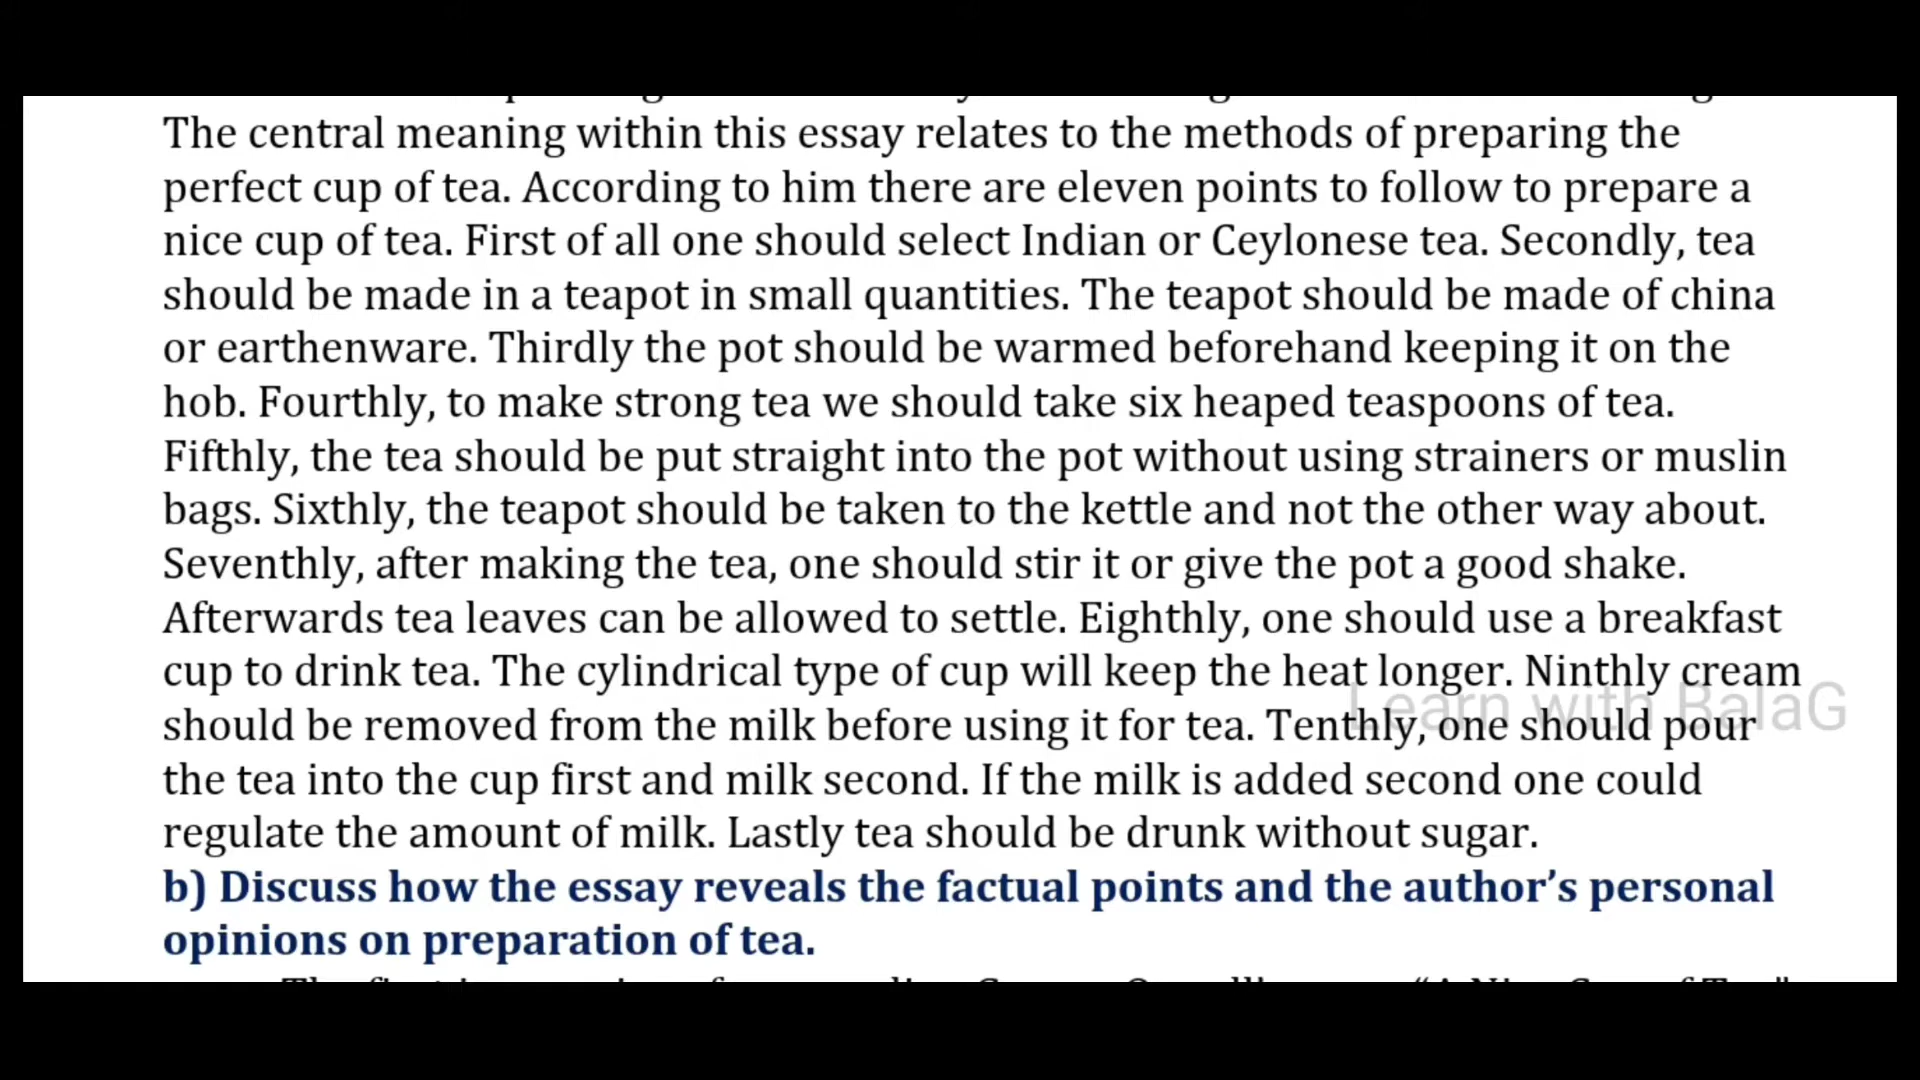 The central meaning within this essay relates to the methods of preparing the
perfect cup of tea. According to him there are eleven points to follow to prepare a
nice cup of tea. First of all one should select Indian or Ceylonese tea. Secondly, tea
should be made in a teapot in small quantities. The teapot should be made of china
or earthenware. Thirdly the pot should be warmed beforehand keeping it on the
hob. Fourthly, to make strong tea we should take six heaped teaspoons of tea.
Fifthly, the tea should be put straight into the pot without using strainers or muslin
bags. Sixthly, the teapot should be taken to the kettle and not the other way about.
Seventhly, after making the tea, one should stir it or give the pot a good shake.
Afterwards tea leaves can be allowed to settle. Eighthly, one should use a breakfast
cup to drink tea. The cylindrical type of cup will keep the heat longer. Ninthly cream
Learn with BalaG
should be removed from the milk before using it for tea. Tenthly, one should pour
the tea into the cup first and milk second. If the milk is added second one could
regulate the amount of milk. Lastly tea should be drunk without sugar.
b) Discuss how the essay reveals the factual points and the author's personal
opinions on preparation of tea.